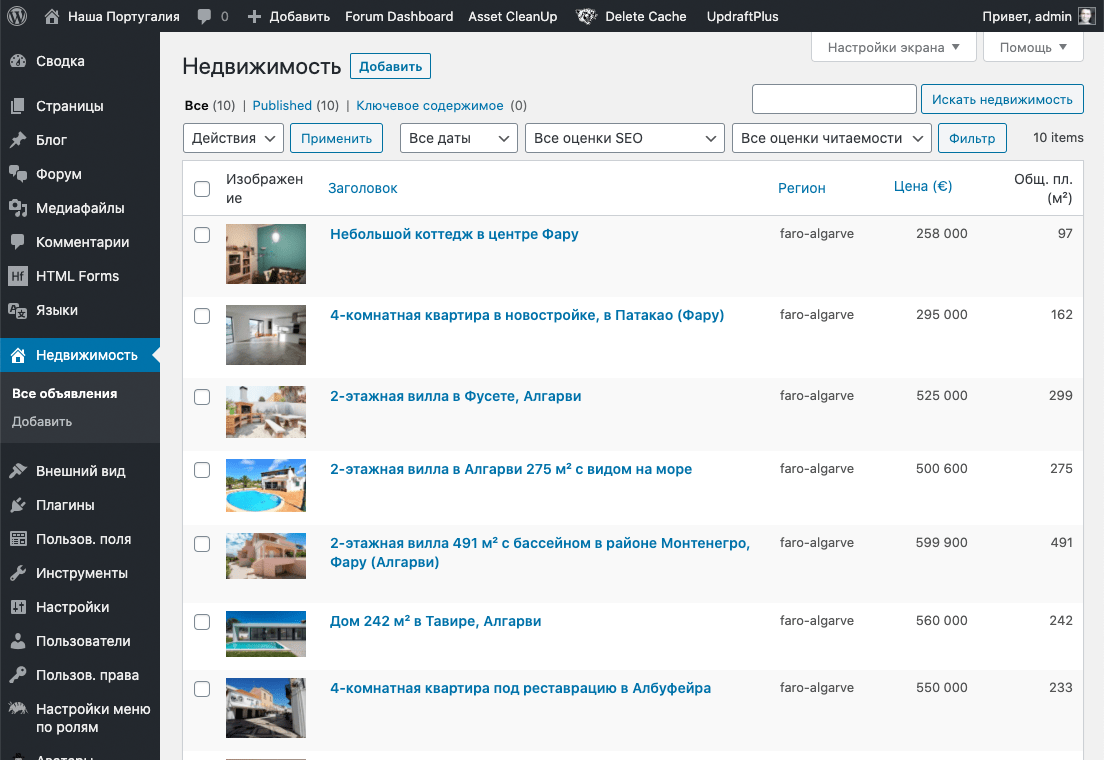 Наша Португалия 0 Добавить Forum Dashboard Asset CleanUp Delete Cache UpdraftPlus Привет, admin
Сводка
Страницы
Блог
Форум
Медиафайлы
Комментарии
Hf HTML Forms
Языки
Недвижимость
Все объявления
Добавить
Внешний вид
Плагины
Пользов. поля
Инструменты
Настройки
Пользователи
Пользов. права
Настройки меню
по ролям
Аватары
Настройки экрана ▼ Помощь ▼
Недвижимость Добавить
Все (10) | Published (10) | Ключевое содержимое (0)
Искать недвижимость
Действия Применить Все даты Все оценки SEO Все оценки читаемости Фильтр 10 items
Изображен
ие
Заголовок Регион Цена (€) Общ. пл.
(м²)
Небольшой коттедж в центре Фару faro-algarve 258 000 97
4-комнатная квартира в новостройке, в Патакао (Фару) faro-algarve 295 000 162
2-этажная вилла в Фусете, Алгарви faro-algarve 525 000 299
2-этажная вилла в Алгарви 275 м² с видом на море faro-algarve 500 600 275
2-этажная вилла 491 м² с бассейном в районе Монтенегро, faro-algarve 599 900 491
Фару (Алгарви)
Дом 242 м² в Тавире, Алгарви faro-algarve 560 000 242
4-комнатная квартира под реставрацию в Албуфейра faro-algarve 550 000 233